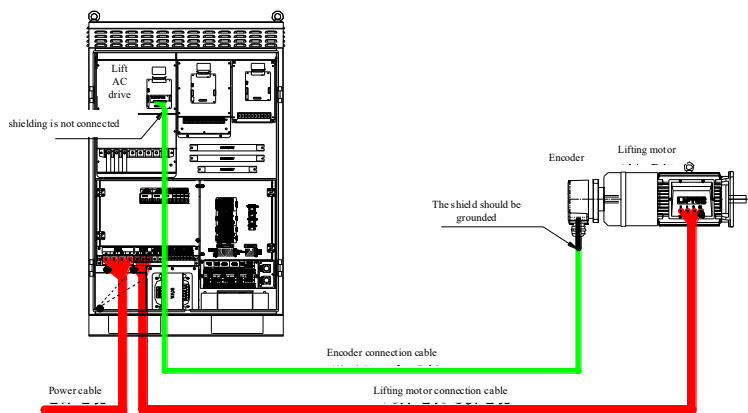 Lift
AC
drive
shielding is not connected
Encoder
Lifting motor
The shield should be
grounded
Encoder connection cable
Power cable
Lifting motor connection cable